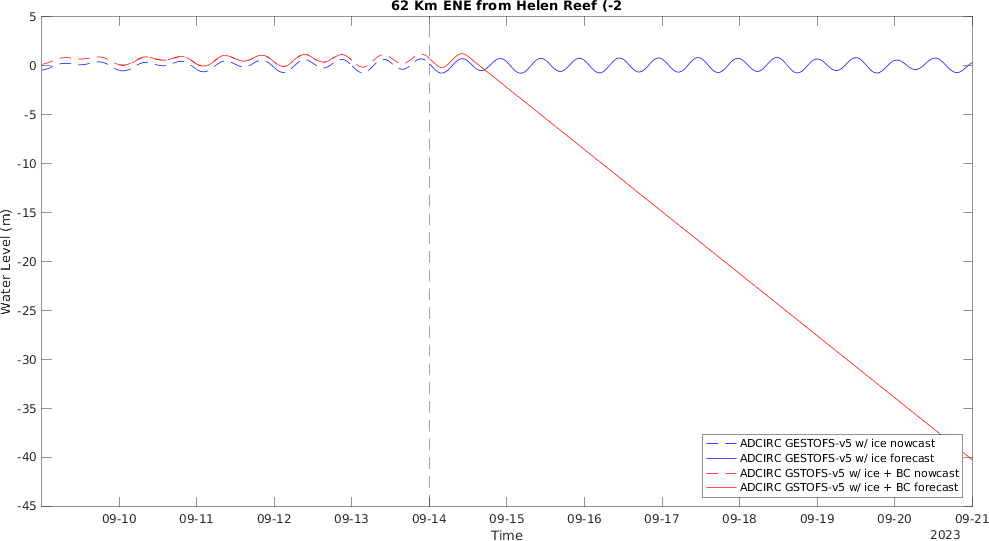 62 Km ENE from Helen Reef (-2
5
0
-5
-10
-15
-20
-25
-30
-35
-40
-45
Water Level (m)
ADCIRC GESTOFS-v5 w/ ice nowcast
ADCIRC GESTOFS-v5 w/ ice forecast
ADCIRC GSTOFS-v5 w/ ice + BC nowcast
ADCIRC GSTOFS-v5 w/ ice + BC forecast
09-10 09-11 09-12 09-13 09-14 09-15 09-16 09-17 09-18 09-19 09-20 09-21
Time
2023